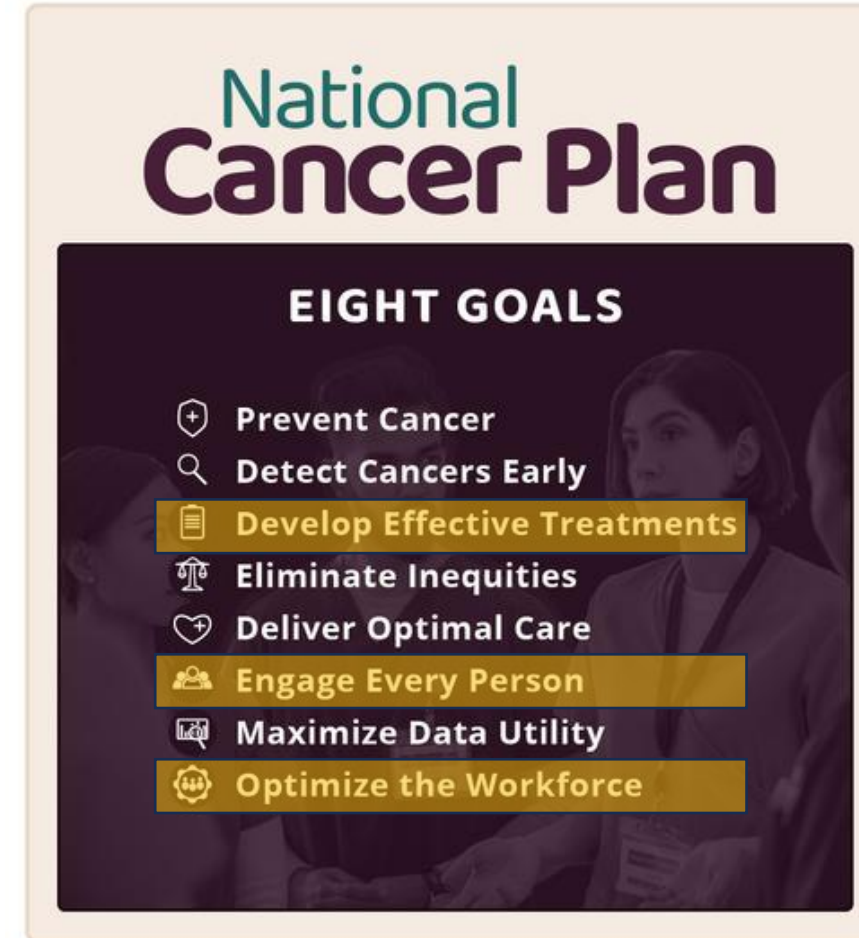 National
Cancer Plan
EIGHT GOALS
Prevent Cancer
Detect Cancers Early
Develop Effective Treatments
Eliminate Inequities
Deliver Optimal Care
Engage Every Person
Maximize Data Utility
Optimize the Workforce